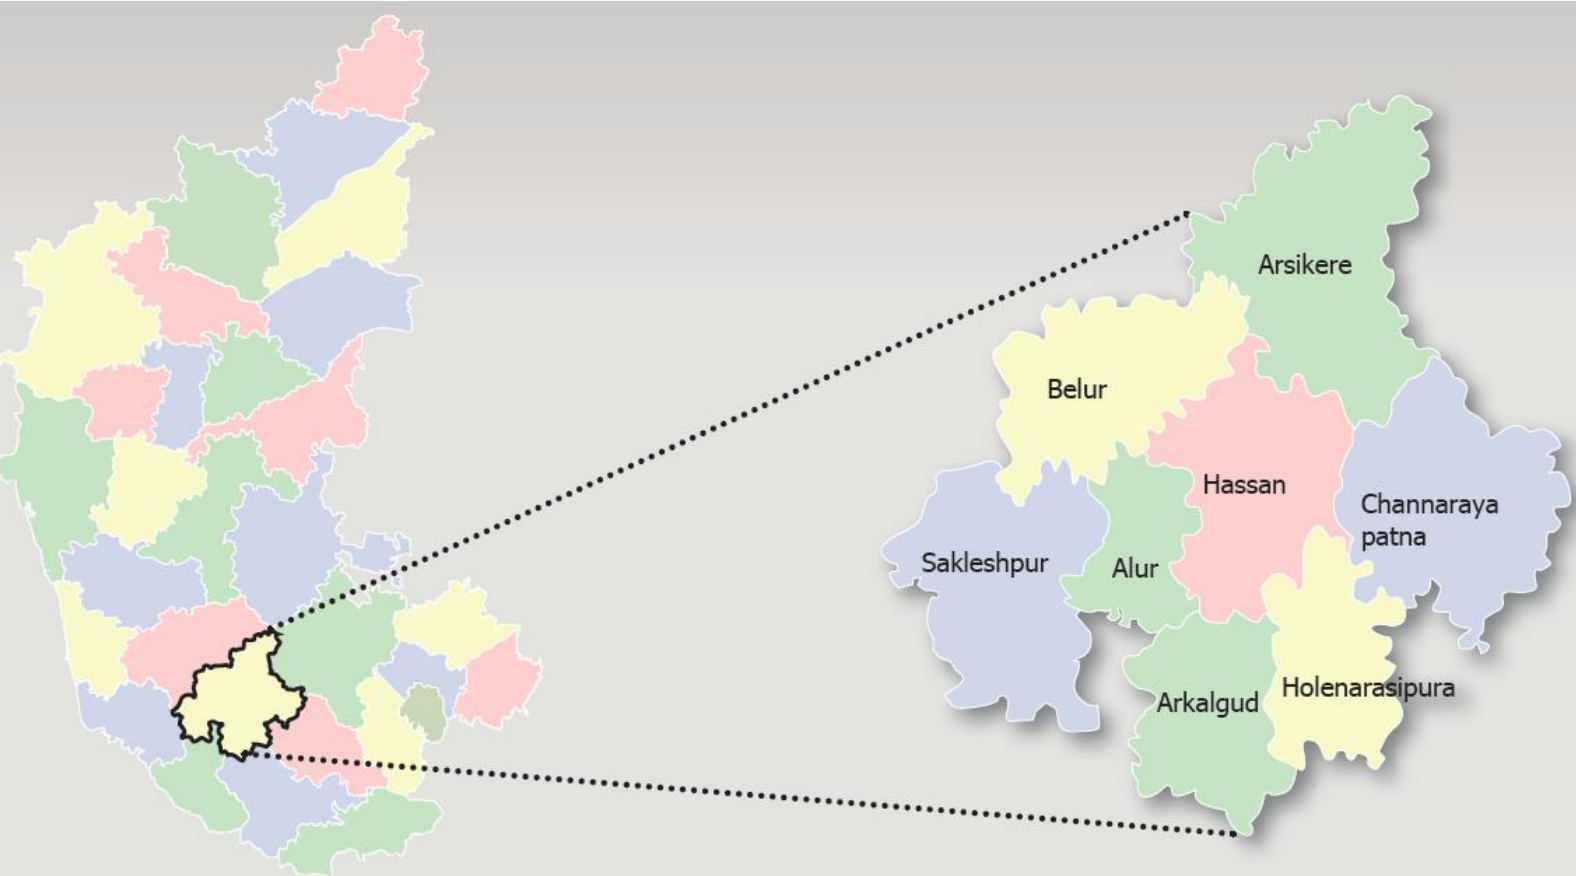 Arsikere
Belur
Hassan
Channaraya
patna
Sakleshpur
Alur
Holenarasipura
Arkalgud